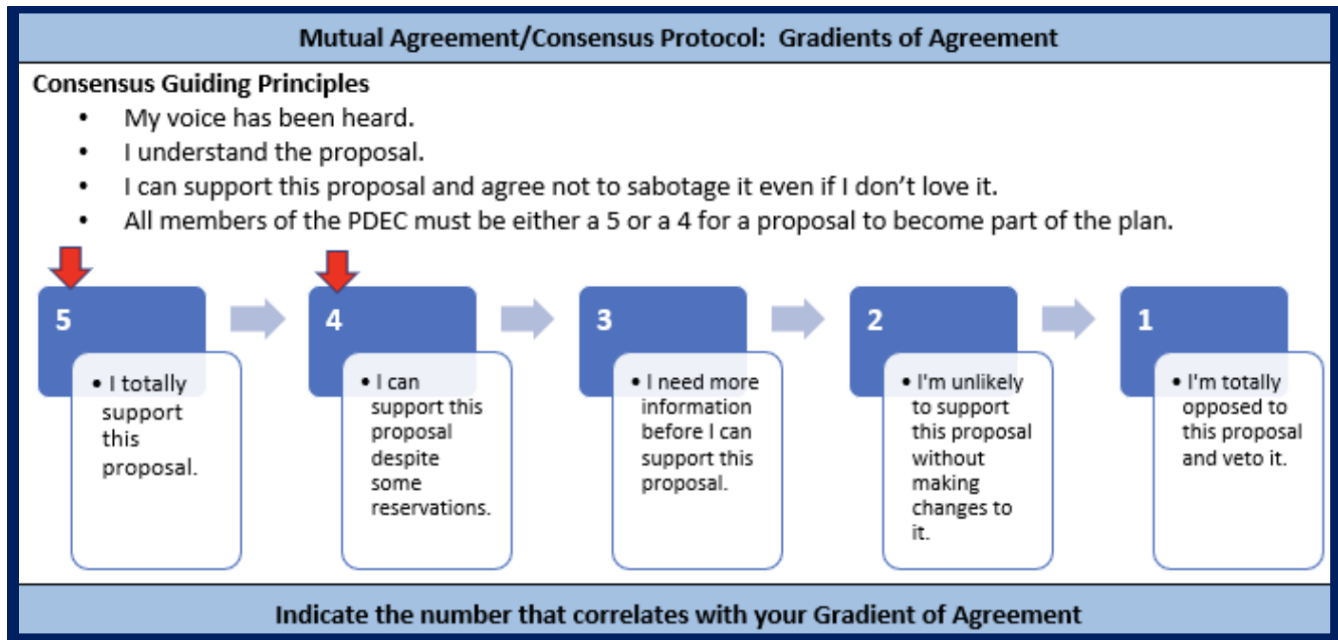 Mutual Agreement/Consensus Protocol: Gradients of Agreement
Consensus Guiding Principles
• My voice has been heard.
• I understand the proposal.
• I can support this proposal and agree not to sabotage it even if I don't love it.
• All members of the PDEC must be either a 5 or a 4 for a proposal to become part of the plan.
5
• I totally
support
this
proposal.
4
• I can
support this
proposal
despite
some
reservations.
3
• I need more
information
before I can
support this
proposal.
2
• I'm unlikely
to support
this proposal
without
making
changes to
it.
1
• I'm totally
opposed to
this proposal
and veto it.
Indicate the number that correlates with your Gradient of Agreement